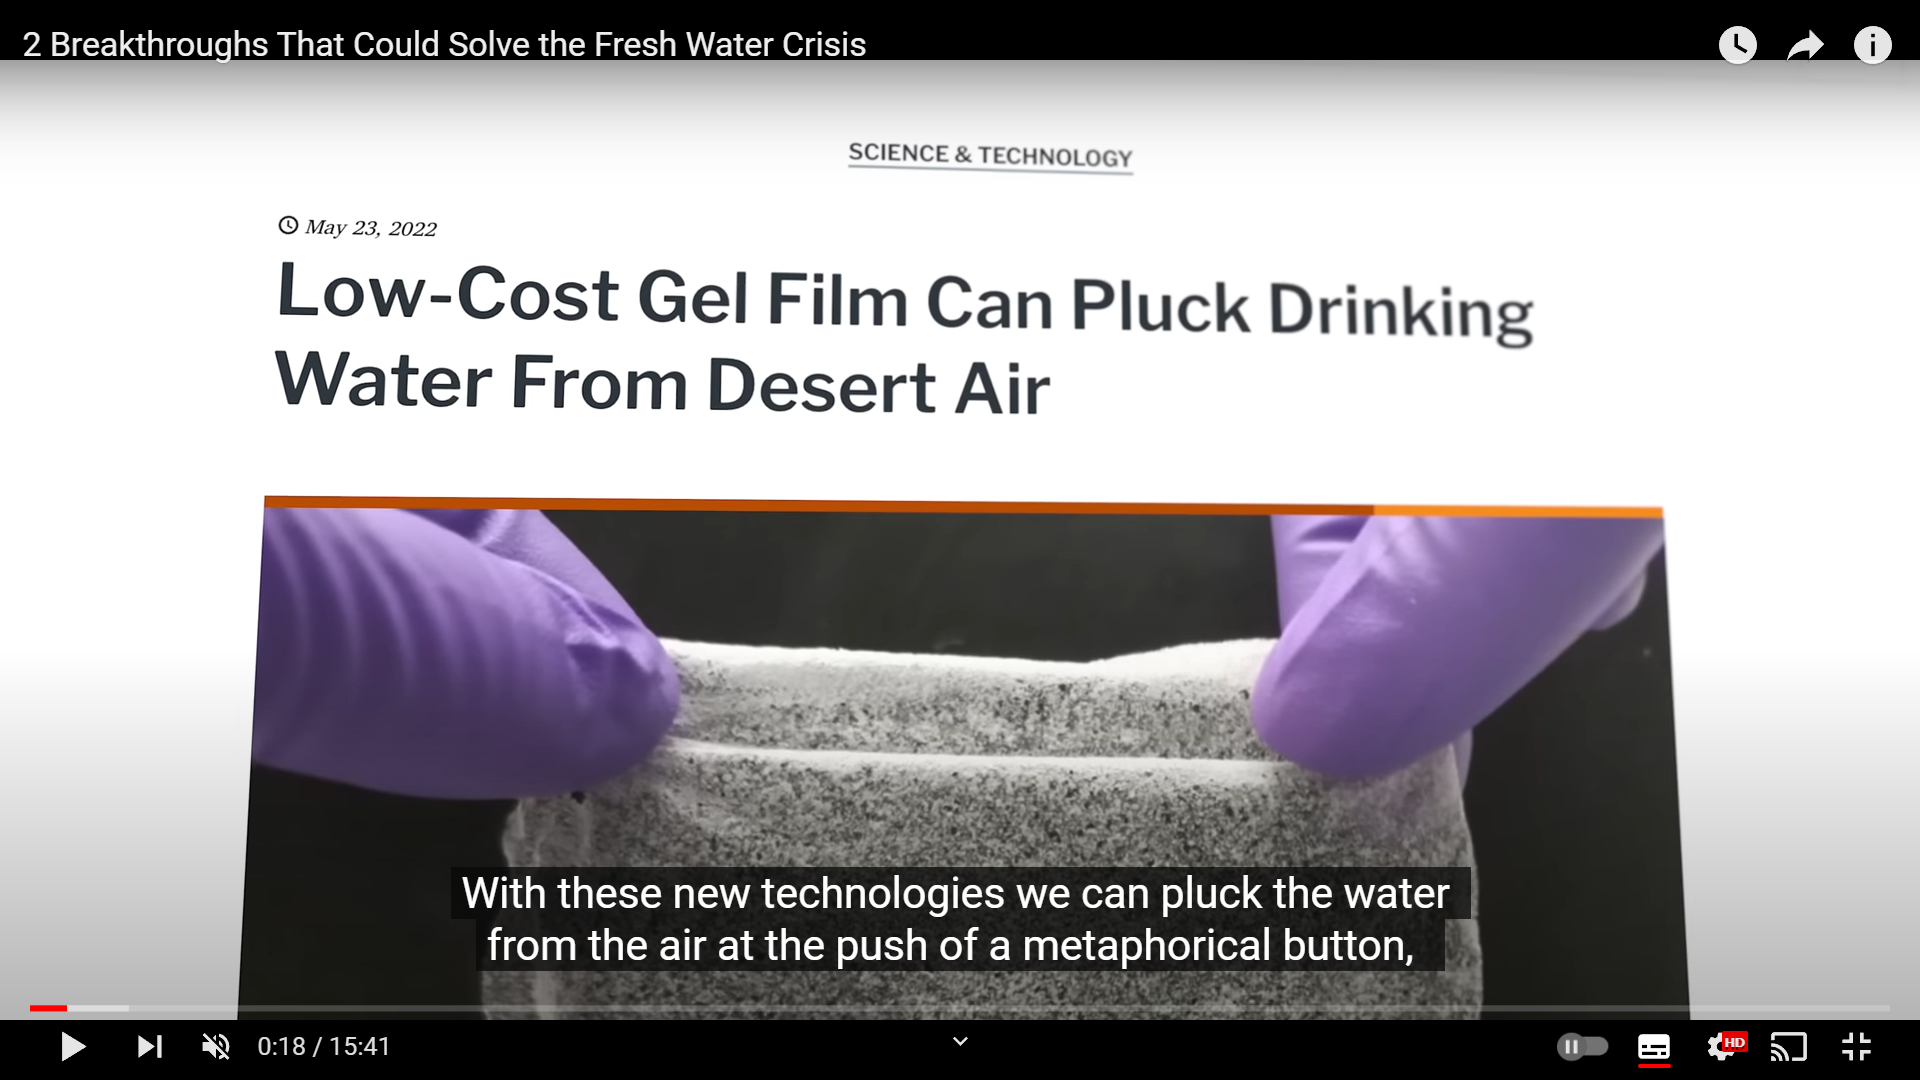 2 Breakthroughs That Could Solve the Fresh Water Crisis
SCIENCE & TECHNOLOGY
May 23, 2022
Low-Cost Gel Film Can Pluck Drinking
Water From Desert Air
With these new technologies we can pluck the water
from the air at the push of a metaphorical button,
0:18 / 15:41
HD